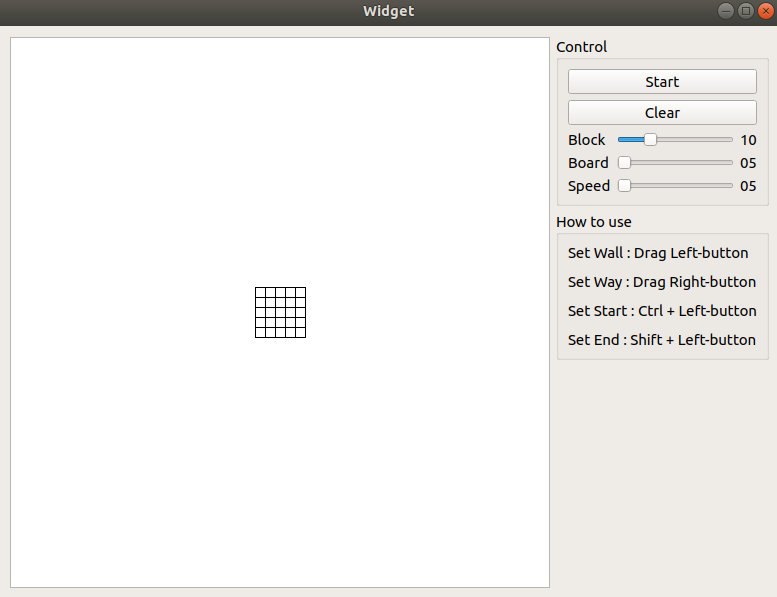 Widget
Control
Start
Clear
Block 10
Board 05
Speed 05
How to use
Set Wall : Drag Left-button
Set Way : Drag Right-button
Set Start : Ctrl + Left-button
Set End : Shift + Left-button